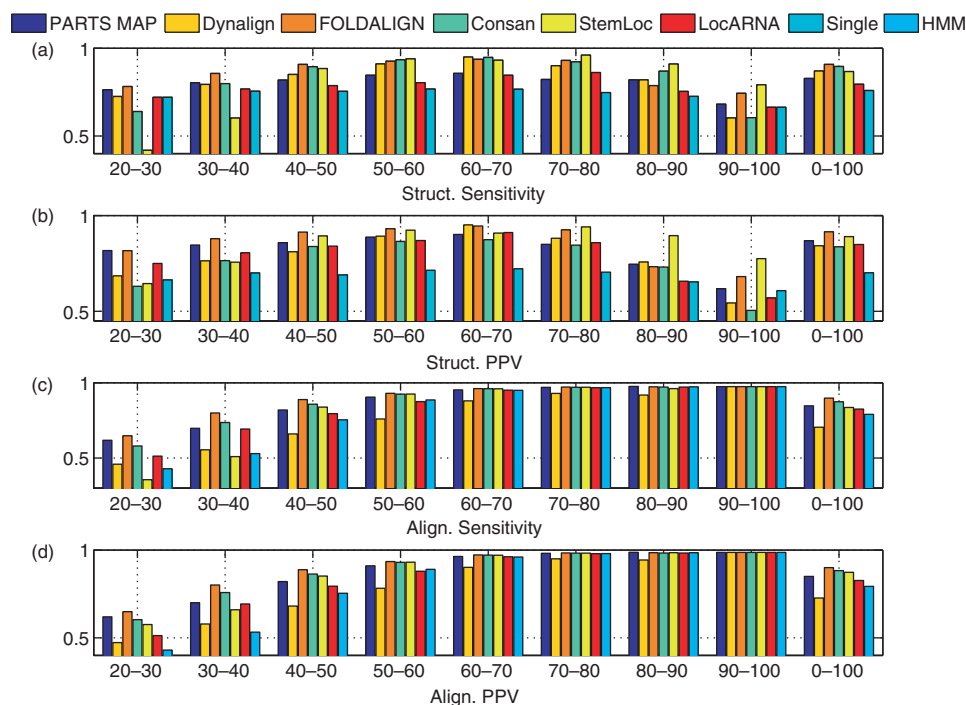 PARTS MAP Dynalign FOLDALIGN Consan StemLoc LocARNA Single HMM
(a)
1
0.5
20–30 30–40 40–50 50–60 60–70 70–80 80–90 90–100 0–100
Struct. Sensitivity
(b)
1
0.5
20–30 30–40 40–50 50–60 60–70 70–80 80–90 90–100 0–100
Struct. PPV
(c)
1
0.5
20–30 30–40 40–50 50–60 60–70 70–80 80–90 90–100 0–100
Align. Sensitivity
(d)
1
0.5
20–30 30–40 40–50 50–60 60–70 70–80 80–90 90–100 0–100
Align. PPV